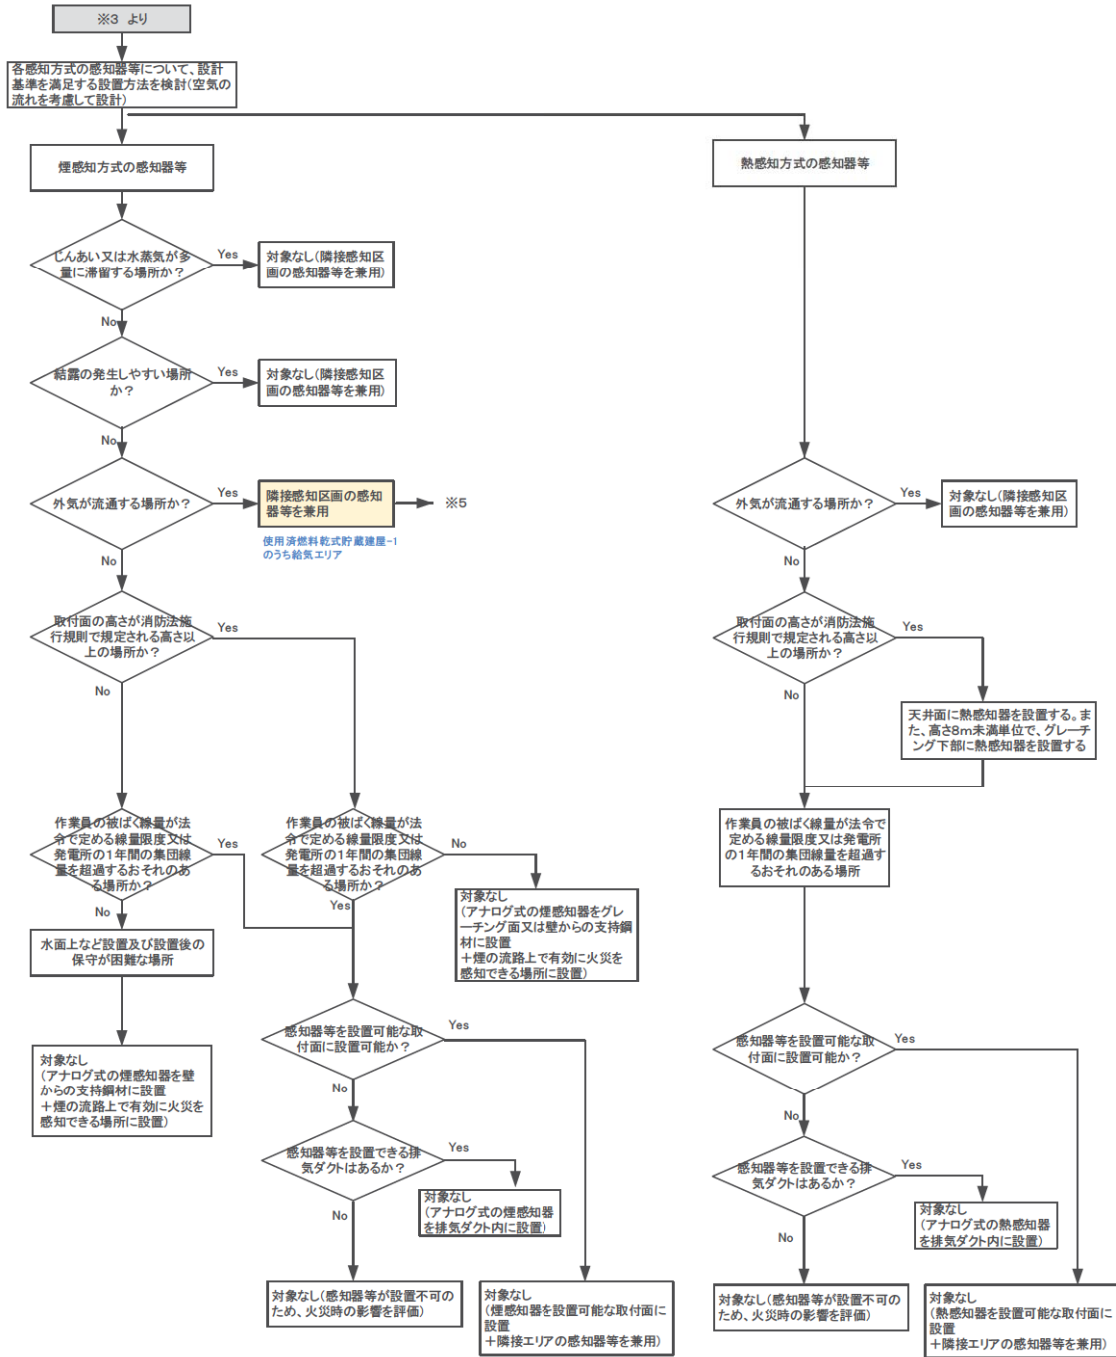 ※3 より
各感知方式の感知器等について、設計
基準を満足する設置方法を検討(空気の
流れを考慮して設計)
煙感知方式の感知器等
熱感知方式の感知器等
じんあい又は水蒸気が多
量に滞留する場所か？
Yes
対象なし(隣接感知区
画の感知器等を兼用)
No
結露の発生しやすい場所
か？
Yes
対象なし(隣接感知区
画の感知器等を兼用)
No
外気が流通する場所か？
Yes
隣接感知区画の感知
器等を兼用
※5
使用済燃料乾式貯蔵建屋-1
のうち給気エリア
No
外気が流通する場所か？
Yes
対象なし(隣接感知区
画の感知器等を兼用)
No
取付面の高さが消防法施
行規則で規定される高さ以
上の場所か？
Yes
No
取付面の高さが消防法施
行規則で規定される高さ以
上の場所か？
Yes
No
天井面に熱感知器を設置する。ま
た、高さ8m未満単位で、グレーチ
ング下部に熱感知器を設置する
作業員の被ばく線量が法
令で定める線量限度又は
発電所の1年間の集団線
量を超過するおそれのあ
る場所か？
Yes
No
作業員の被ばく線量が法
令で定める線量限度又は
発電所の1年間の集団線
量を超過するおそれのあ
る場所か？
No
Yes
作業員の被ばく線量が法令で
定める線量限度又は発電所
の1年間の集団線量を超過す
るおそれのある場所
対象なし
(アナログ式の煙感知器をグレ
ーチング面又は壁からの支持鋼
材に設置
＋煙の流路上で有効に火災を
感知できる場所に設置)
水面上など設置及び設置後の
保守が困難な場所
対象なし
(アナログ式の煙感知器を壁
からの支持鋼材に設置
＋煙の流路上で有効に火災を
感知できる場所に設置)
感知器等を設置可能な取
付面に設置可能か？
Yes
No
感知器等を設置可能な取
付面に設置可能か？
Yes
No
感知器等を設置できる排
気ダクトはあるか？
Yes
No
対象なし
(アナログ式の煙感知器
を排気ダクト内に設置)
感知器等を設置できる排
気ダクトはあるか？
Yes
No
対象なし
(アナログ式の熱感知器
を排気ダクト内に設置)
対象なし(感知器等が設置不可の
ため、火災時の影響を評価)
対象なし
(煙感知器を設置可能な取付面に
設置
＋隣接エリアの感知器等を兼用)
対象なし(感知器等が設置不可の
ため、火災時の影響を評価)
対象なし
(熱感知器を設置可能な取付面に
設置
＋隣接エリアの感知器等を兼用)